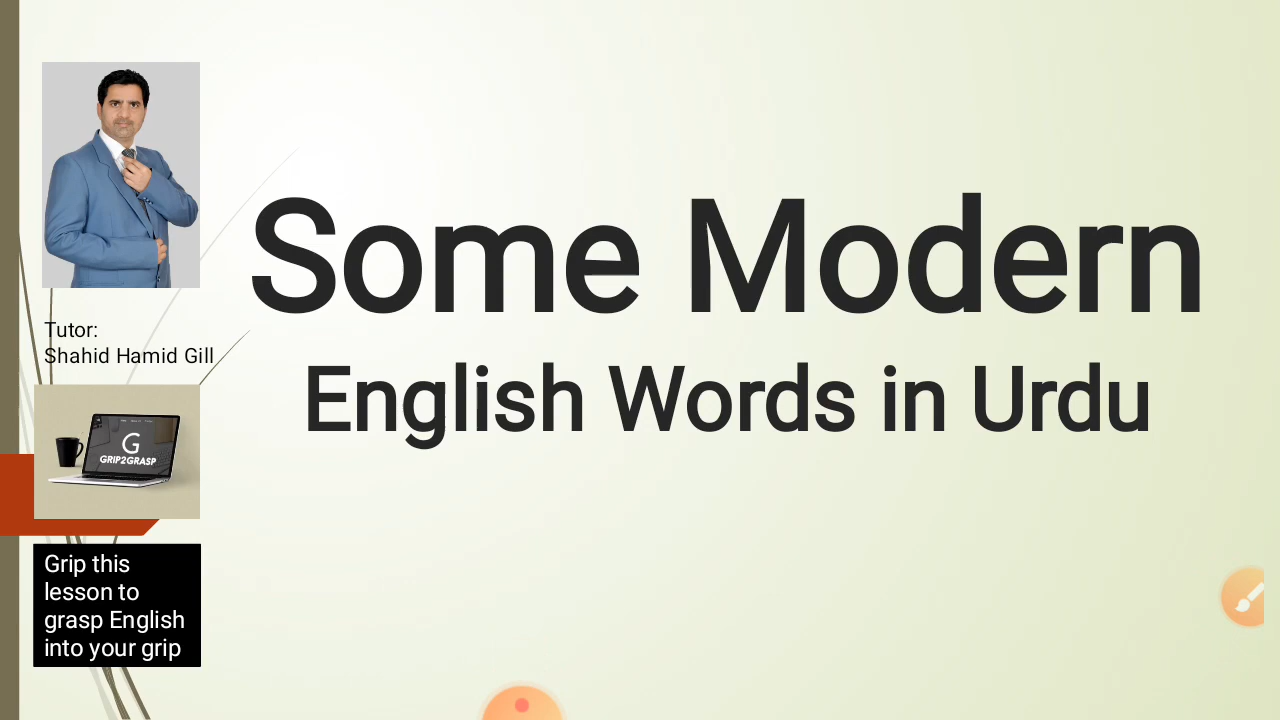 Some Modern
English Words in Urdu
Tutor:
Shahid Hamid Gill
G
GRIP2GRASP
Grip this
lesson to
grasp English
into your grip